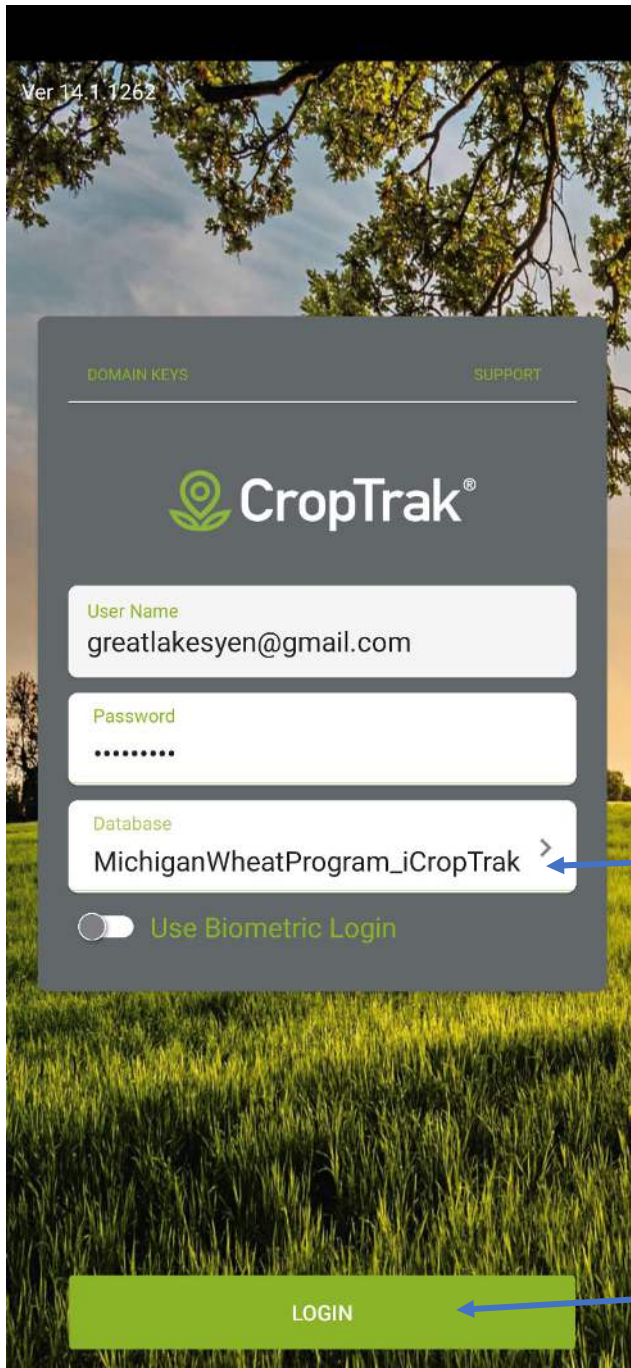 Ver 14.1.1262
DOMAIN KEYS SUPPORT
CropTrak®
User Name
greatlakesyen@gmail.com
Password
•••••••••
Database
MichiganWheatProgram_iCropTrak >
Use Biometric Login
LOGIN